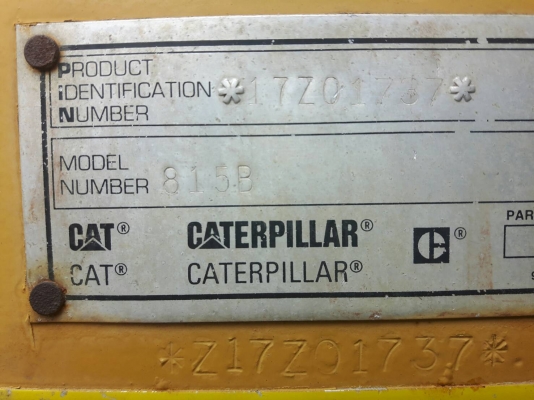 PRODUCT
IDENTIFICATION *17Z01737*
NUMBER
MODEL
NUMBER 815B
CAT® CATERPILLAR® C®
CAT® CATERPILLAR®
PAR
*Z17Z01737*